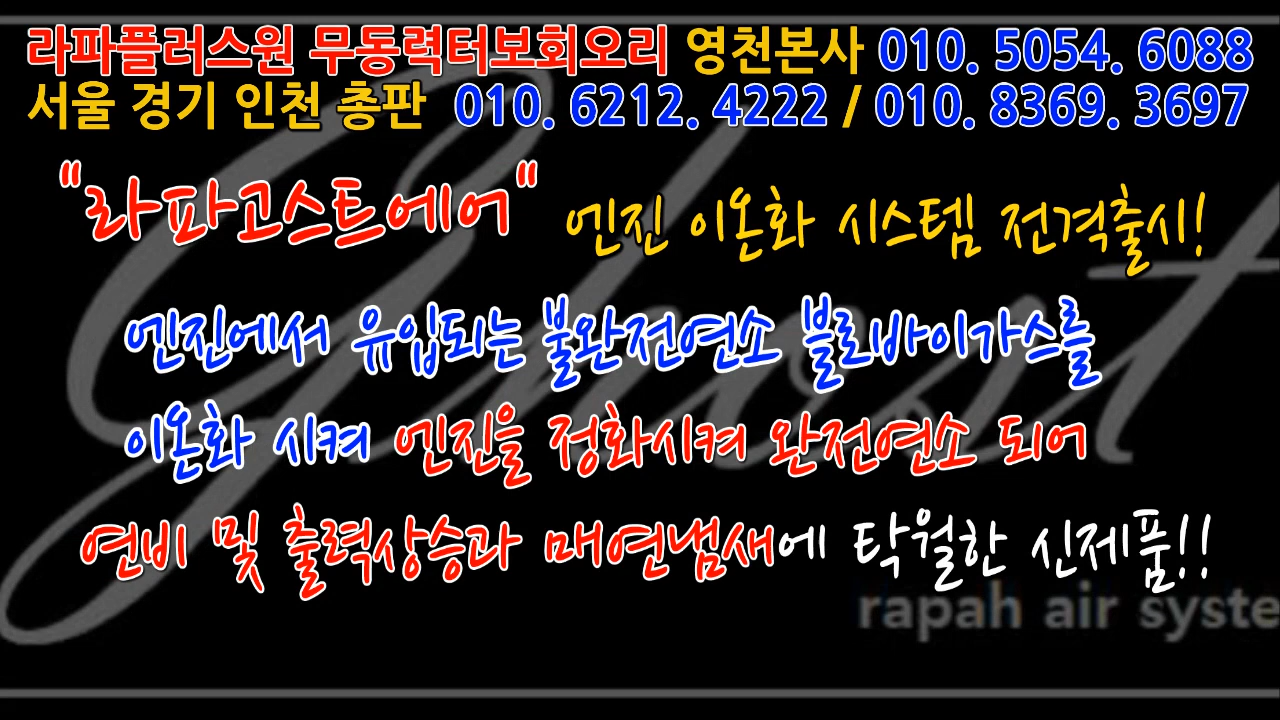 라파플러스원 무동력터보회오리 영천본사 010. 5054. 6088
서울 경기 인천 총판 010. 6212. 4222 / 010. 8369. 3697
"라파고스트에어" 엔진 이온화 시스템 전격출시!
엔진에서 유입되는 불완전연소 블로바이가스를
이온화 시켜 엔진을 정화시켜 완전연소 되어
연비 및 출력상승과 매연냄새에 탁월한 신제품!!
Ghost
rapah air syste